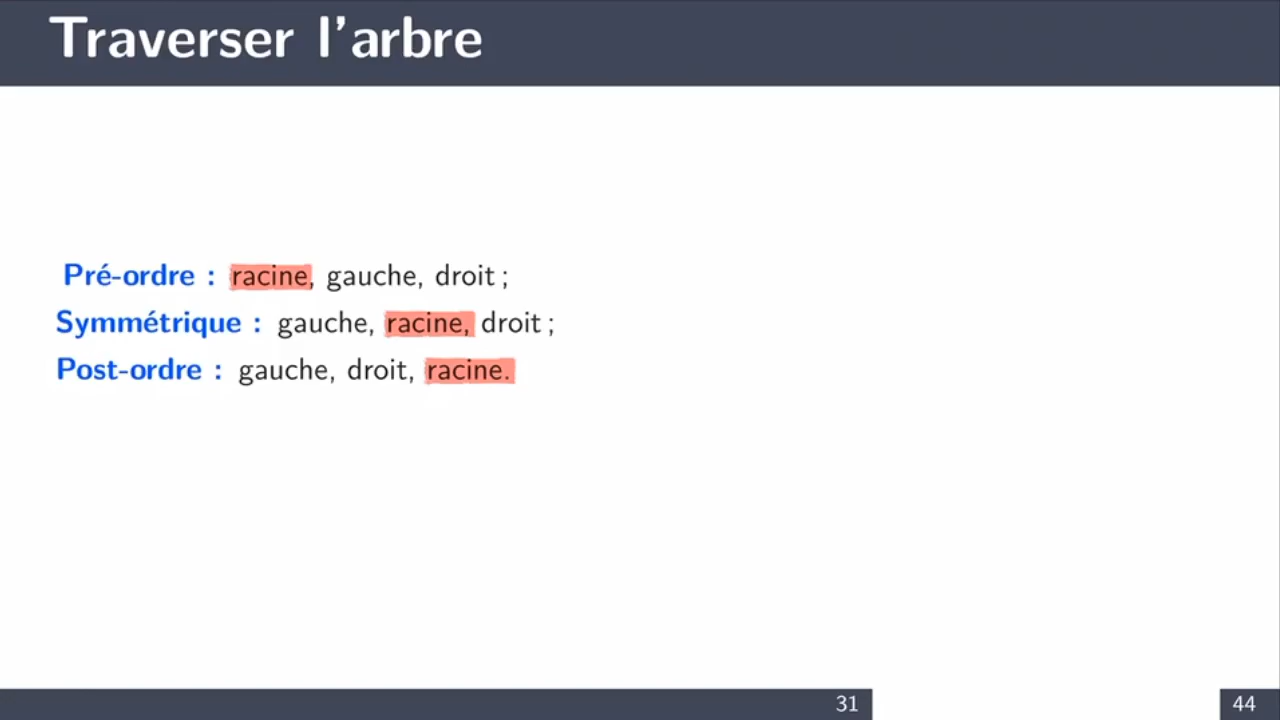 Traverser l'arbre
Pré-ordre : racine, gauche, droit ;
Symmétrique : gauche, racine, droit ;
Post-ordre : gauche, droit, racine.
31
44